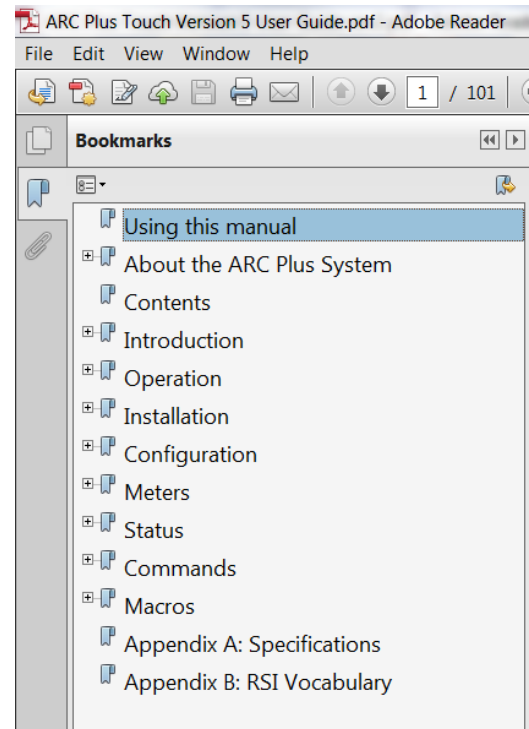 ARC Plus Touch Version 5 User Guide.pdf - Adobe Reader
File Edit View Window Help
1 / 101
Bookmarks
Using this manual
About the ARC Plus System
Contents
Introduction
Operation
Installation
Configuration
Meters
Status
Commands
Macros
Appendix A: Specifications
Appendix B: RSI Vocabulary